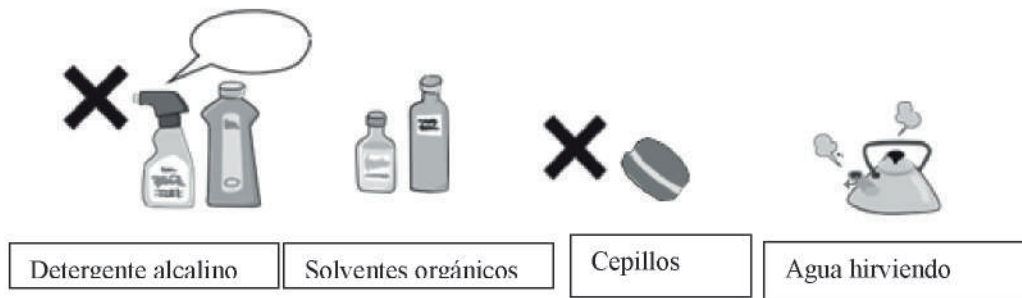 Detergente alcalino
Solventes orgánicos
Cepillos
Agua hirviendo